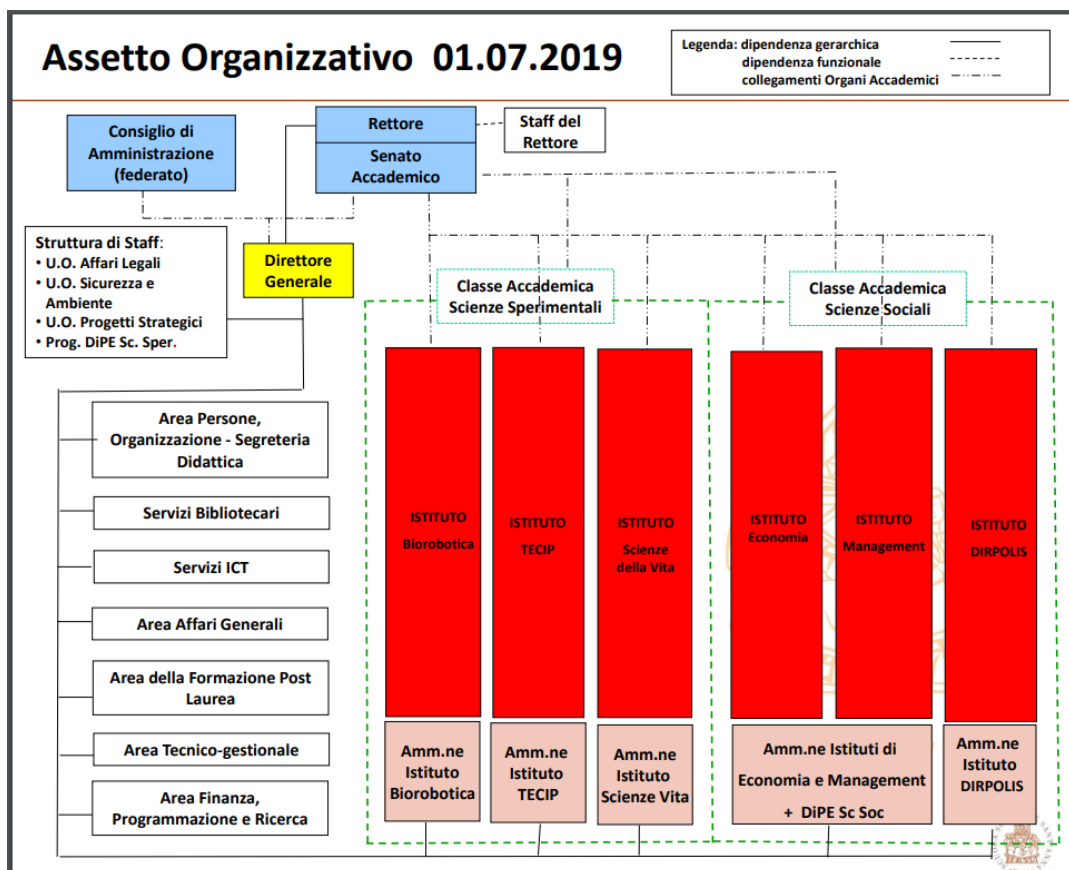 Assetto Organizzativo 01.07.2019
Legenda: dipendenza gerarchica
dipendenza funzionale
collegamenti Organi Accademici
Consiglio di
Amministrazione
(federato)
Rettore
Senato
Accademico
Staff del
Rettore
Struttura di Staff:
• U.O. Affari Legali
• U.O. Sicurezza e
Ambiente
• U.O. Progetti Strategici
• Prog. DiPE Sc. Sper.
Direttore
Generale
Classe Accademica
Scienze Sperimentali
Classe Accademica
Scienze Sociali
Area Persone,
Organizzazione - Segreteria
Didattica
Servizi Bibliotecari
Servizi ICT
Area Affari Generali
Area della Formazione Post
Laurea
Area Tecnico-gestionale
Area Finanza,
Programmazione e Ricerca
ISTITUTO
Biorobotica
ISTITUTO
TECIP
ISTITUTO
Scienze
della Vita
ISTITUTO
Economia
ISTITUTO
Management
ISTITUTO
DIRPOLIS
Amm.ne
Istituto
Biorobotica
Amm.ne
Istituto
TECIP
Amm.ne
Istituto
Scienze Vita
Amm.ne Istituti di
Economia e Management
+ DiPE Sc Soc
Amm.ne
Istituto
DIRPOLIS